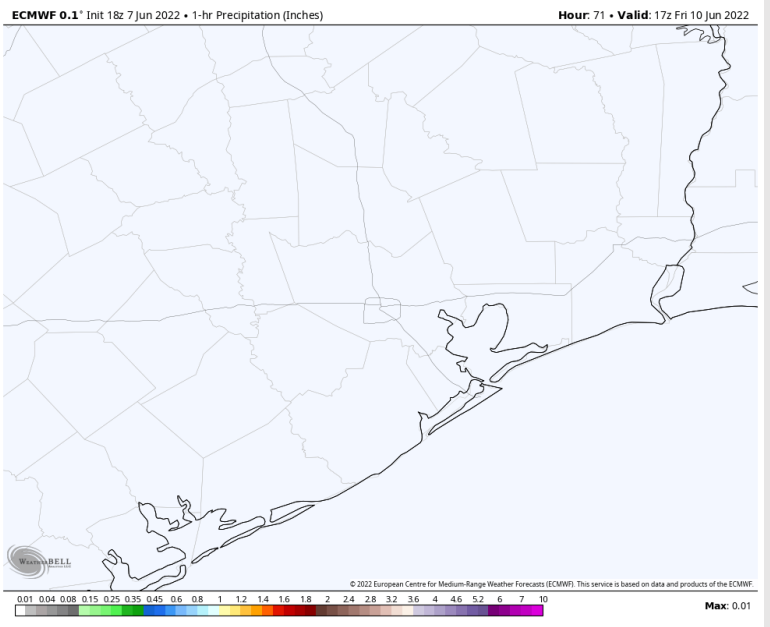 ECMWF 0.1° Init 18z 7 Jun 2022 • 1-hr Precipitation (Inches) Hour: 71 • Valid: 17z Fri 10 Jun 2022
WEATHERBELL
© 2022 European Centre for Medium-Range Weather Forecasts (ECMWF). This service is based on data and products of the ECMWF.
0.01 0.04 0.08 0.15 0.25 0.35 0.45 0.6 0.8 1 1.2 1.4 1.6 1.8 2 2.4 2.8 3.2 3.6 4 4.6 5.2 6 7 10 Max: 0.01